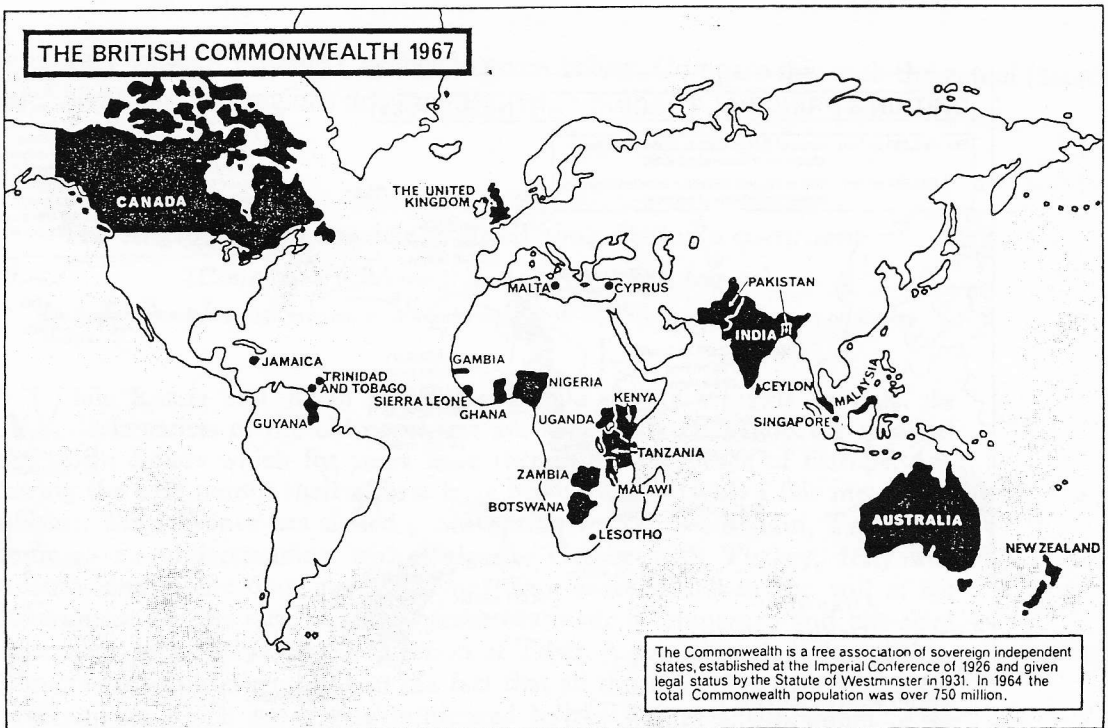 THE BRITISH COMMONWEALTH 1967
CANADA
THE UNITED
KINGDOM
MALTA
CYPRUS
PAKISTAN
INDIA
JAMAICA
TRINIDAD
AND TOBAGO
GUYANA
GAMBIA
SIERRA LEONE
GHANA
NIGERIA
KENYA
UGANDA
TANZANIA
ZAMBIA
MALAWI
BOTSWANA
LESOTHO
CEYLON
MALAYSIA
SINGAPORE
AUSTRALIA
NEW ZEALAND
The Commonwealth is a free association of sovereign independent
states, established at the Imperial Conference of 1926 and given
legal status by the Statute of Westminster in 1931. In 1964 the
total Commonwealth population was over 750 million.